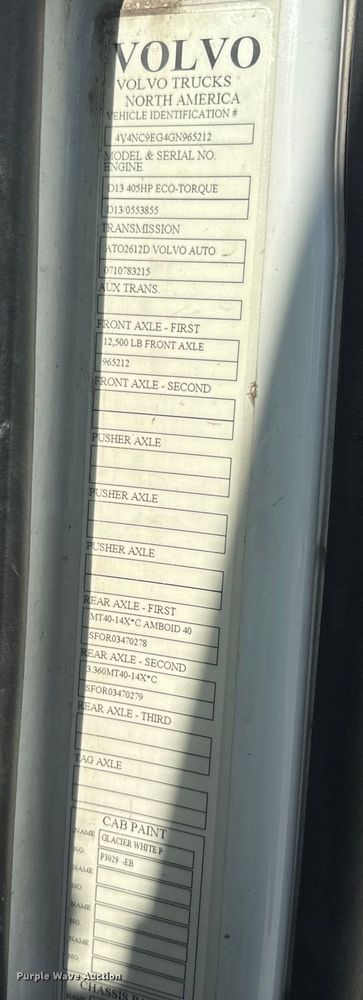 VOLVO
VOLVO TRUCKS
NORTH AMERICA
VEHICLE IDENTIFICATION #
4V4NC9EG4GN965212
MODEL & SERIAL NO.
ENGINE
D13 405HP ECO-TORQUE
D13/0553855
TRANSMISSION
ATO2612D VOLVO AUTO
0710783215
AUX TRANS.
FRONT AXLE - FIRST
12,500 LB FRONT AXLE
965212
FRONT AXLE - SECOND
PUSHER AXLE
PUSHER AXLE
PUSHER AXLE
REAR AXLE - FIRST
MT40-14X*C AMBOID 40
SFOR03470278
REAR AXLE - SECOND
3.360MT40-14X*C
SFOR03470279
REAR AXLE - THIRD
TAG AXLE
CAB PAINT
NAME GLACIER WHITE P
NO. P3029 -EB
NAME
NO.
NAME
NO.
NAME
NO.
CHASSIS
NAME
Purple Wave Auction